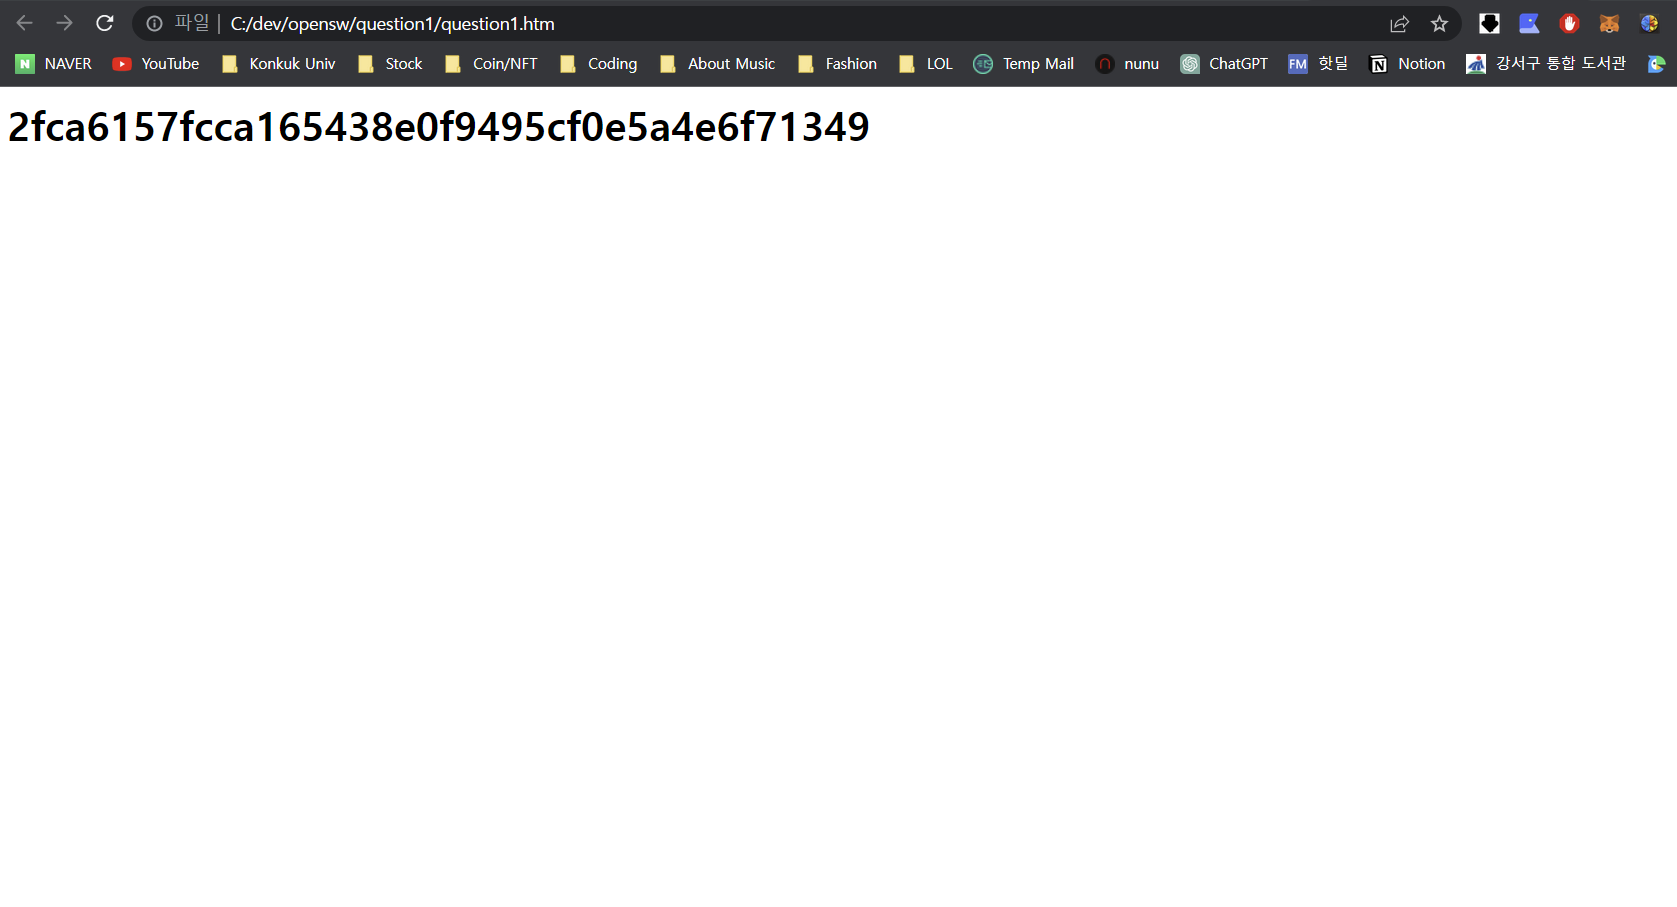 파일 | C:/dev/opensw/question1/question1.htm
N NAVER YouTube Konkuk Univ Stock Coin/NFT Coding About Music Fashion LOL Temp Mail nunu ChatGPT FM 핫딜 Notion 강서구 통합 도서관
2fca6157fcca165438e0f9495cf0e5a4e6f71349